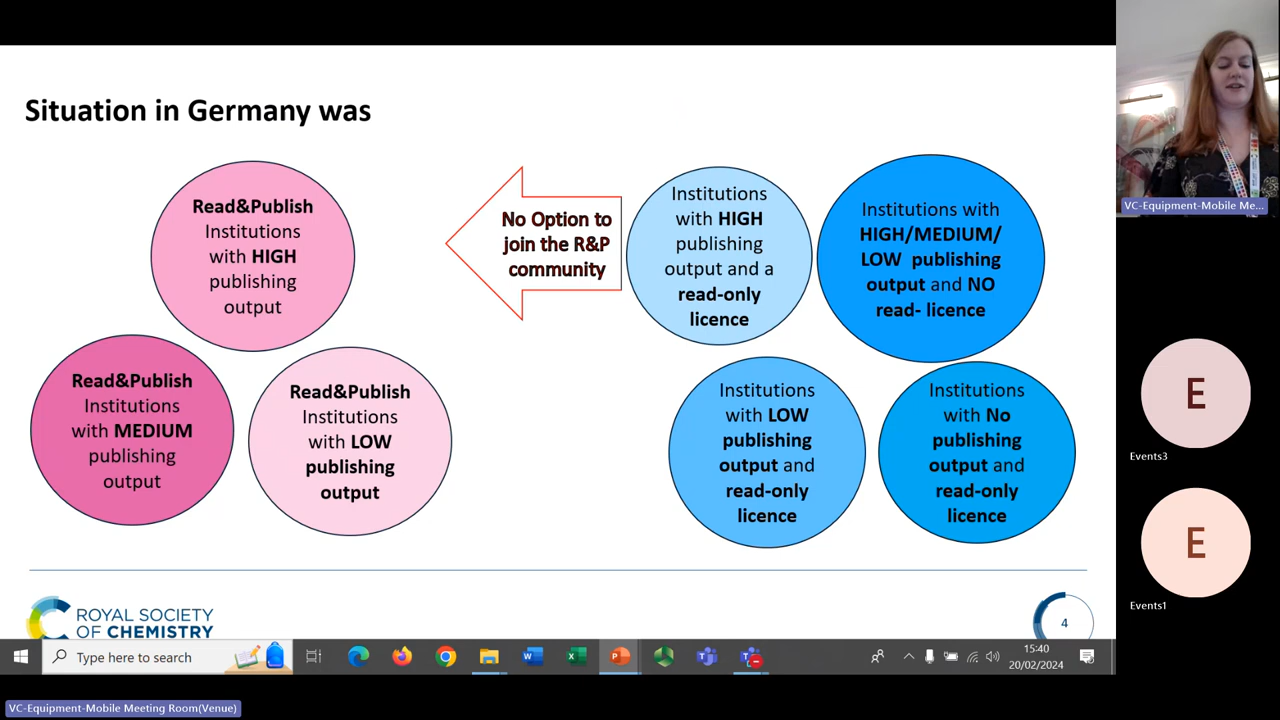 Situation in Germany was
Read&Publish
Institutions
with HIGH
publishing
output
Read&Publish
Institutions
with MEDIUM
publishing
output
Read&Publish
Institutions
with LOW
publishing
output
No Option to
join the R&P
community
Institutions
with HIGH
publishing
output and a
read-only
licence
Institutions with
HIGH/MEDIUM/
LOW publishing
output and NO
read- licence
Institutions
with LOW
publishing
output and
read-only
licence
Institutions
with No
publishing
output and
read-only
licence
ROYAL SOCIETY
OF CHEMISTRY
4
Type here to search
15:40
20/02/2024
VC-Equipment-Mobile Me...
E
Events3
E
Events1
VC-Equipment-Mobile Meeting Room(Venue)